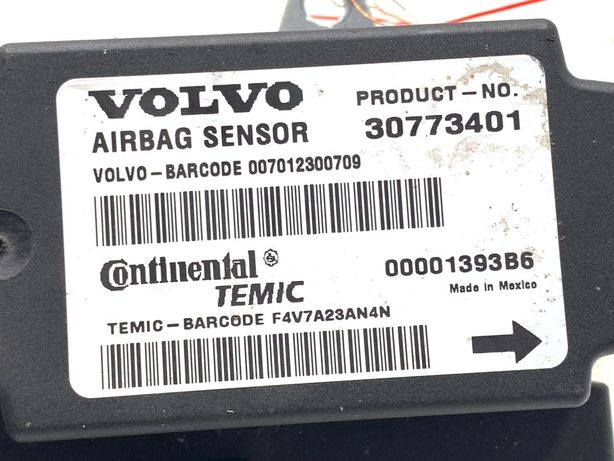 VOLVO
PRODUCT-NO.
AIRBAG SENSOR
30773401
VOLVO-BARCODE 007012300709
Continental®
TEMIC
00001393B6
Made in Mexico
TEMIC-BARCODE F4V7A23AN4N